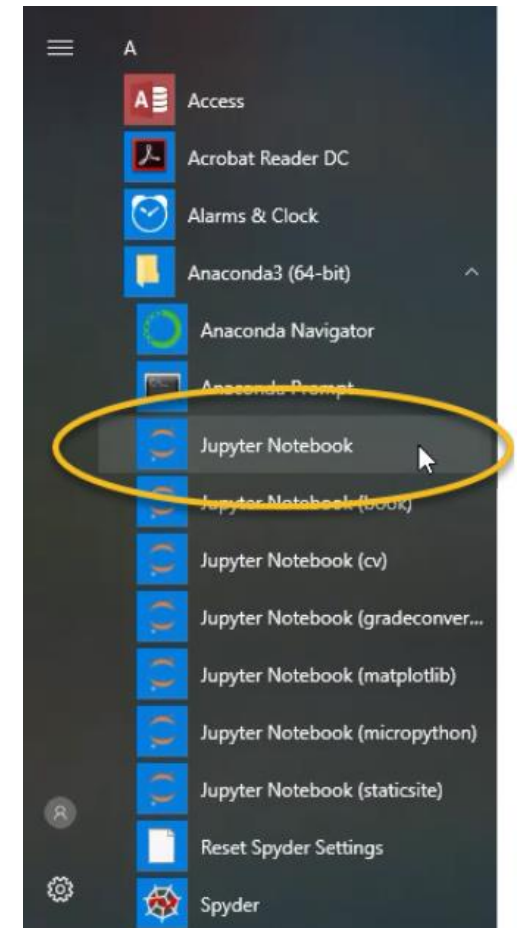 A
Access
Acrobat Reader DC
Alarms & Clock
Anaconda3 (64-bit)
Anaconda Navigator
Anaconda Prompt
Jupyter Notebook
Jupyter Notebook (book)
Jupyter Notebook (cv)
Jupyter Notebook (gradeconver...
Jupyter Notebook (matplotlib)
Jupyter Notebook (micropython)
Jupyter Notebook (staticsite)
Reset Spyder Settings
Spyder